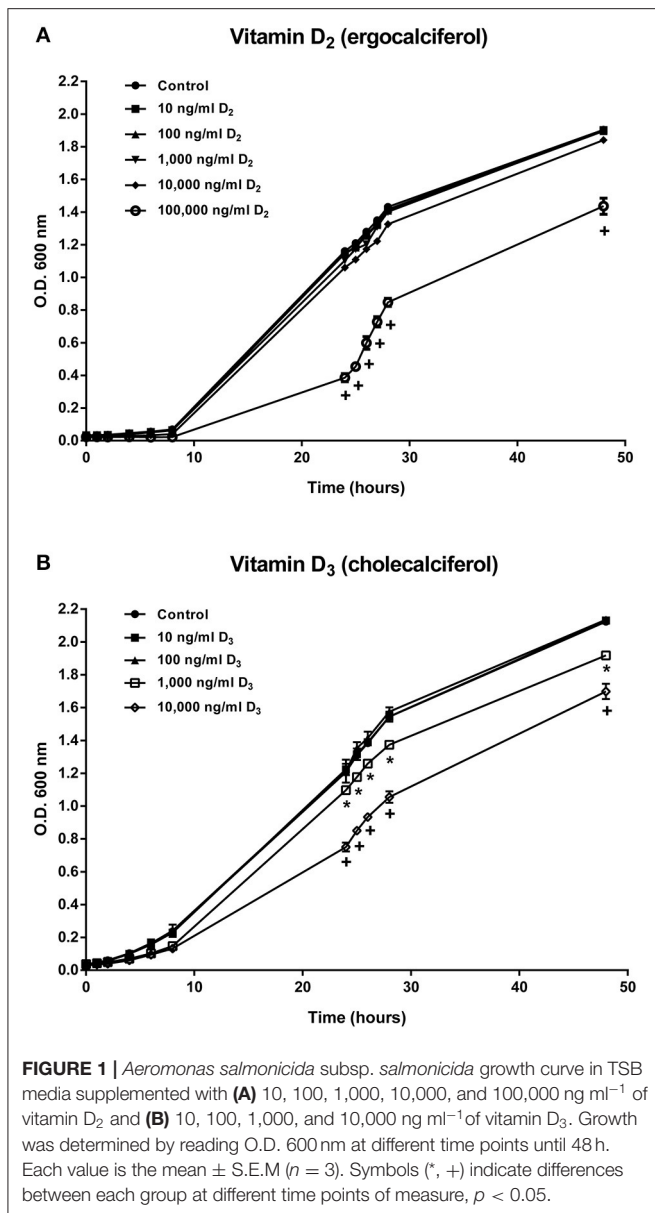 A
Vitamin D₂ (ergocalciferol)
Control
10 ng/ml D₂
100 ng/ml D₂
1,000 ng/ml D₂
10,000 ng/ml D₂
100,000 ng/ml D₂
O.D. 600 nm
2.2
2.0
1.8
1.6
1.4
1.2
1.0
0.8
0.6
0.4
0.2
0.0
+ + + + + +
0 10 20 30 40 50
Time (hours)
B
Vitamin D₃ (cholecalciferol)
Control
10 ng/ml D₃
100 ng/ml D₃
1,000 ng/ml D₃
10,000 ng/ml D₃
O.D. 600 nm
2.2
2.0
1.8
1.6
1.4
1.2
1.0
0.8
0.6
0.4
0.2
0.0
* * * * *
+ + + + +
0 10 20 30 40 50
Time (hours)
FIGURE 1 | Aeromonas salmonicida subsp. salmonicida growth curve in TSB
media supplemented with (A) 10, 100, 1,000, 10,000, and 100,000 ng ml⁻¹ of
vitamin D₂ and (B) 10, 100, 1,000, and 10,000 ng ml⁻¹of vitamin D₃. Growth
was determined by reading O.D. 600 nm at different time points until 48 h.
Each value is the mean ± S.E.M (n = 3). Symbols (*, +) indicate differences
between each group at different time points of measure, p < 0.05.